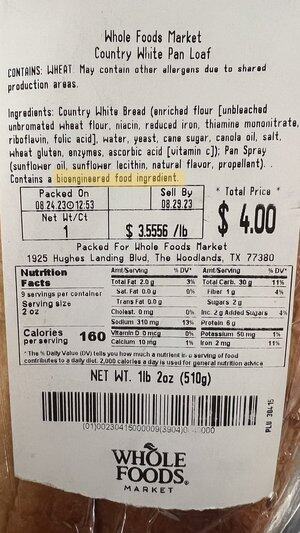 Whole Foods Market
Country White Pan Loaf
CONTAINS: WHEAT. May contain other allergens due to shared
production areas.
Ingredients: Country White Bread (enriched flour [unbleached
unbromated wheat flour, niacin, reduced iron, thiamine mononitrate,
riboflavin, folic acid], water, yeast, cane sugar, canola oil, salt,
wheat gluten, enzymes, ascorbic acid [vitamin c]); Pan Spray
(sunflower oil, sunflower lecithin, natural flavor, propellant).
Contains a bioengineered food ingredient.
Packed On Sell By * Total Price *
08.24.23 12:53 08.29.23
Net Wt/Ct
1 $ 3.5556 /lb $ 4.00
Packed For Whole Foods Market
1925 Hughes Landing Blvd, The Woodlands, TX 77380
Nutrition Facts
9 servings per container
Serving size
2 oz
Calories per serving 160
Amt/Serving % DV* Amt/Serving % DV*
Total Fat 2.0 g 3% Total Carb. 30 g 11%
Sat. Fat 0.0 g 0% Fiber 1 g 4%
Trans Fat 0.0 g Sugars 2 g
Cholest. 0 mg 0% Inc. 2 g Added Sugars 4%
Sodium 310 mg 13% Protein 6 g
Vitamin D 0 mcg 0% Potassium 50 mg 1%
Calcium 10 mg 1% Iron 2 mg 11%
* The % Daily Value (DV) tells you how much a nutrient in a serving of food
contributes to a daily diet. 2,000 calories a day is used for general nutrition advice
NET WT. 1lb 2oz (510g)
PLU 30415
WHOLE
FOODS®
MARKET